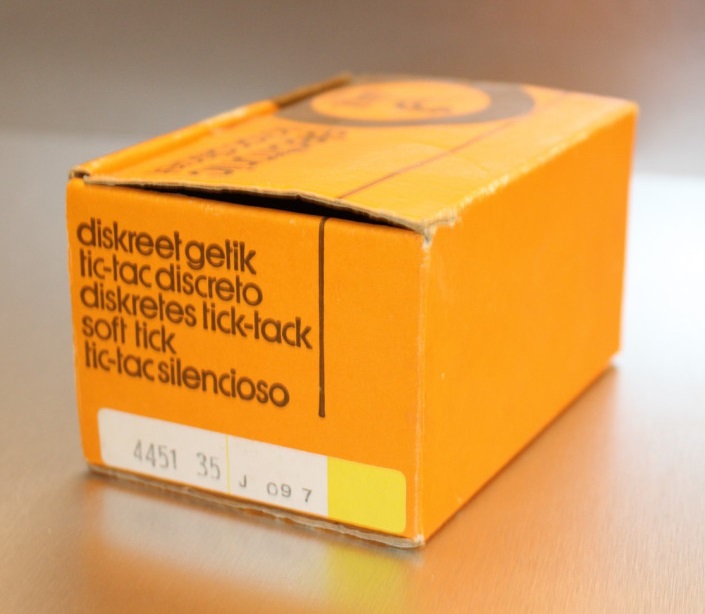 diskreet getik
tic-tac discreto
diskretes tick-tack
soft tick
tic-tac silencioso
4451 35 J 09 7